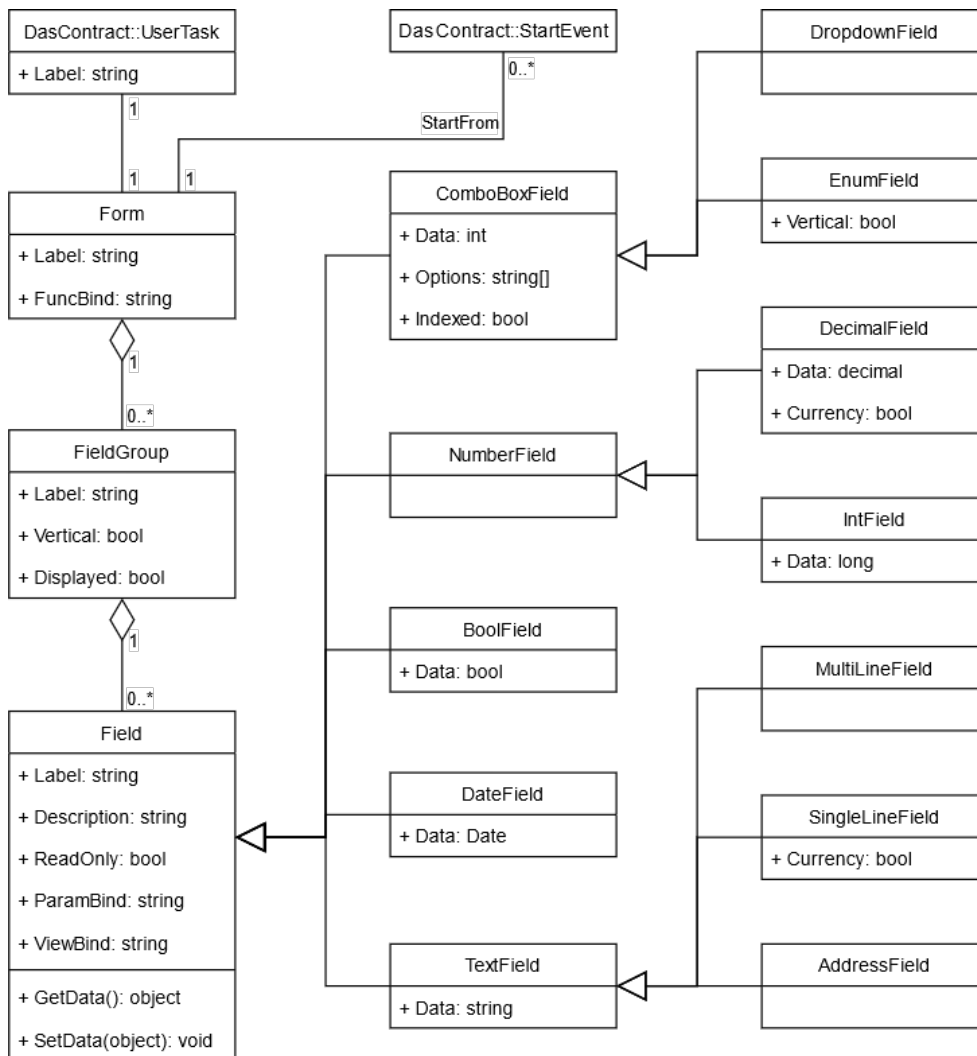 DasContract::UserTask
+ Label: string
1
1
DasContract::StartEvent
0..*
StartFrom
1
Form
+ Label: string
+ FuncBind: string
1
0..*
FieldGroup
+ Label: string
+ Vertical: bool
+ Displayed: bool
1
0..*
Field
+ Label: string
+ Description: string
+ ReadOnly: bool
+ ParamBind: string
+ ViewBind: string
+ GetData(): object
+ SetData(object): void
ComboBoxField
+ Data: int
+ Options: string[]
+ Indexed: bool
NumberField
BoolField
+ Data: bool
DateField
+ Data: Date
TextField
+ Data: string
DropdownField
EnumField
+ Vertical: bool
DecimalField
+ Data: decimal
+ Currency: bool
IntField
+ Data: long
MultiLineField
SingleLineField
+ Currency: bool
AddressField